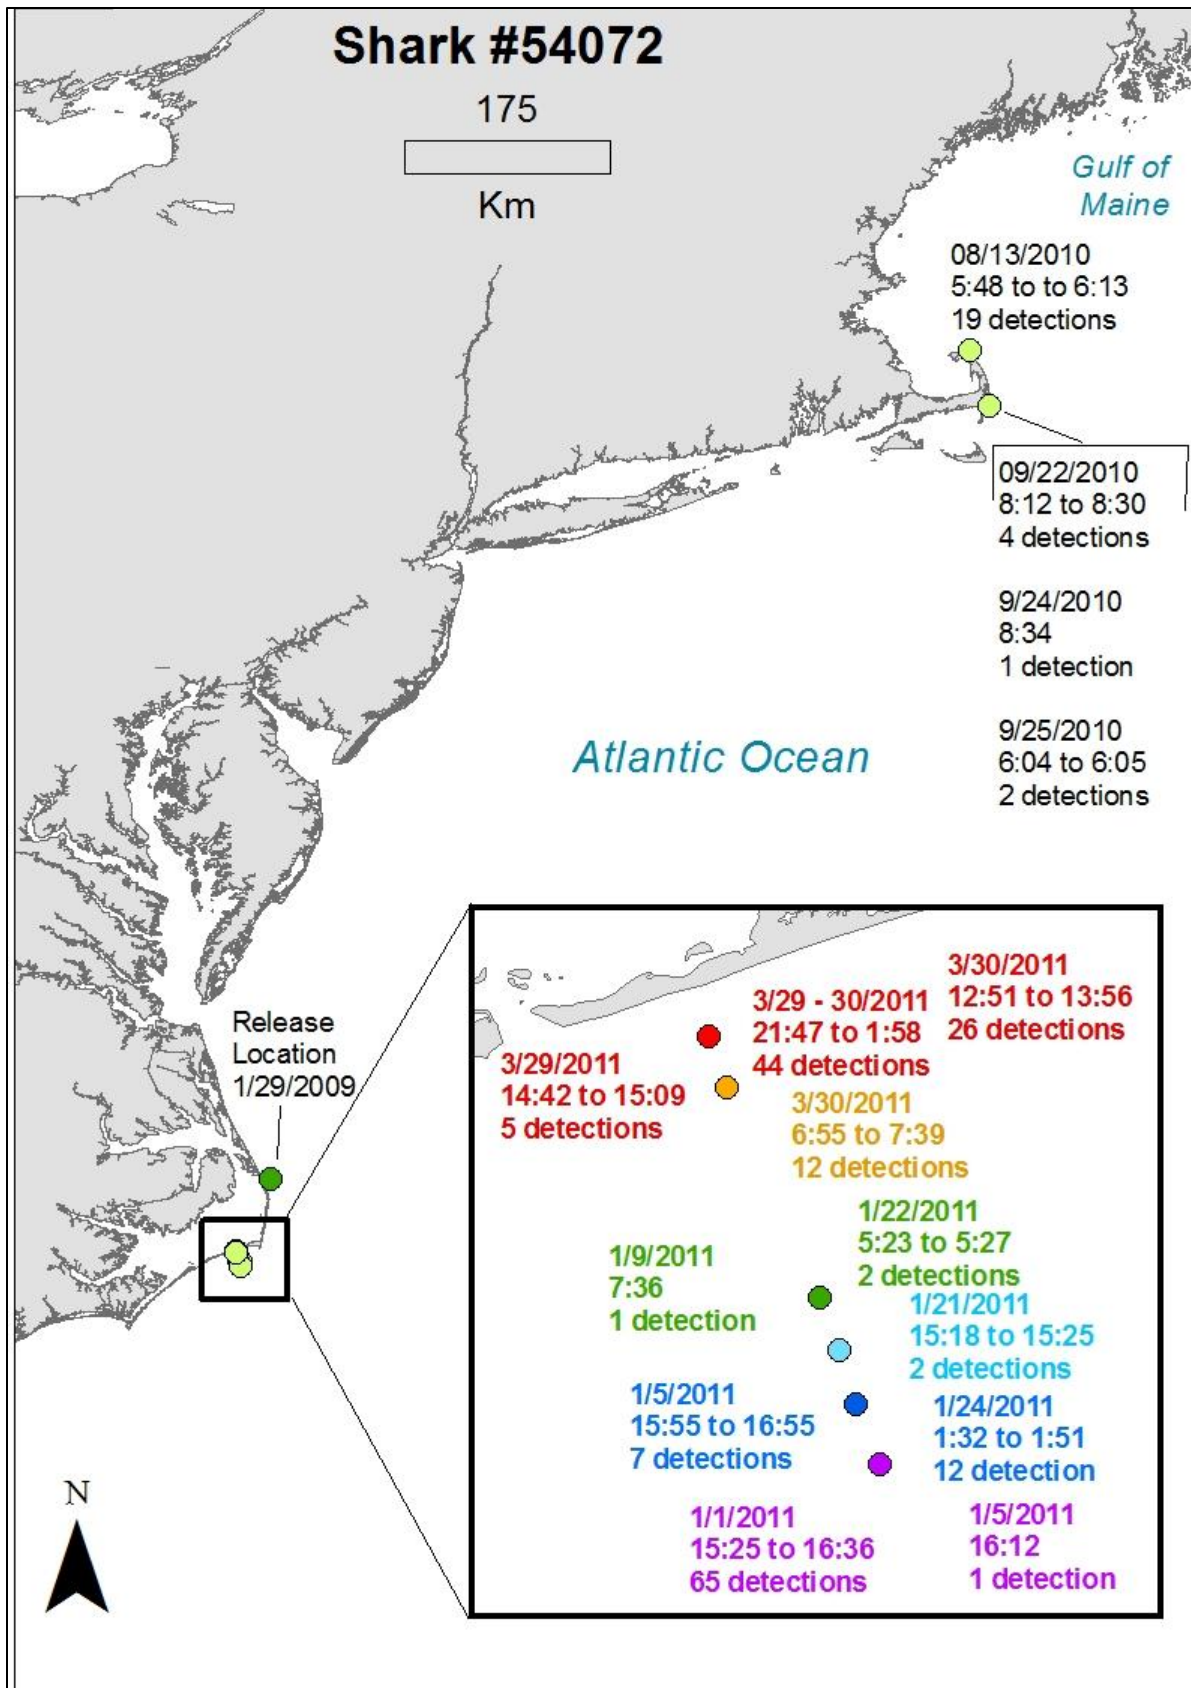 Shark #54072
175
Km
Gulf of
Maine
08/13/2010
5:48 to to 6:13
19 detections
09/22/2010
8:12 to 8:30
4 detections
9/24/2010
8:34
1 detection
9/25/2010
6:04 to 6:05
2 detections
Atlantic Ocean
Release
Location
1/29/2009
3/30/2011
12:51 to 13:56
26 detections
3/29 - 30/2011
21:47 to 1:58
44 detections
3/29/2011
14:42 to 15:09
5 detections
3/30/2011
6:55 to 7:39
12 detections
1/22/2011
5:23 to 5:27
2 detections
1/9/2011
7:36
1 detection
1/21/2011
15:18 to 15:25
2 detections
1/5/2011
15:55 to 16:55
7 detections
1/24/2011
1:32 to 1:51
12 detection
1/1/2011
15:25 to 16:36
65 detections
1/5/2011
16:12
1 detection
N